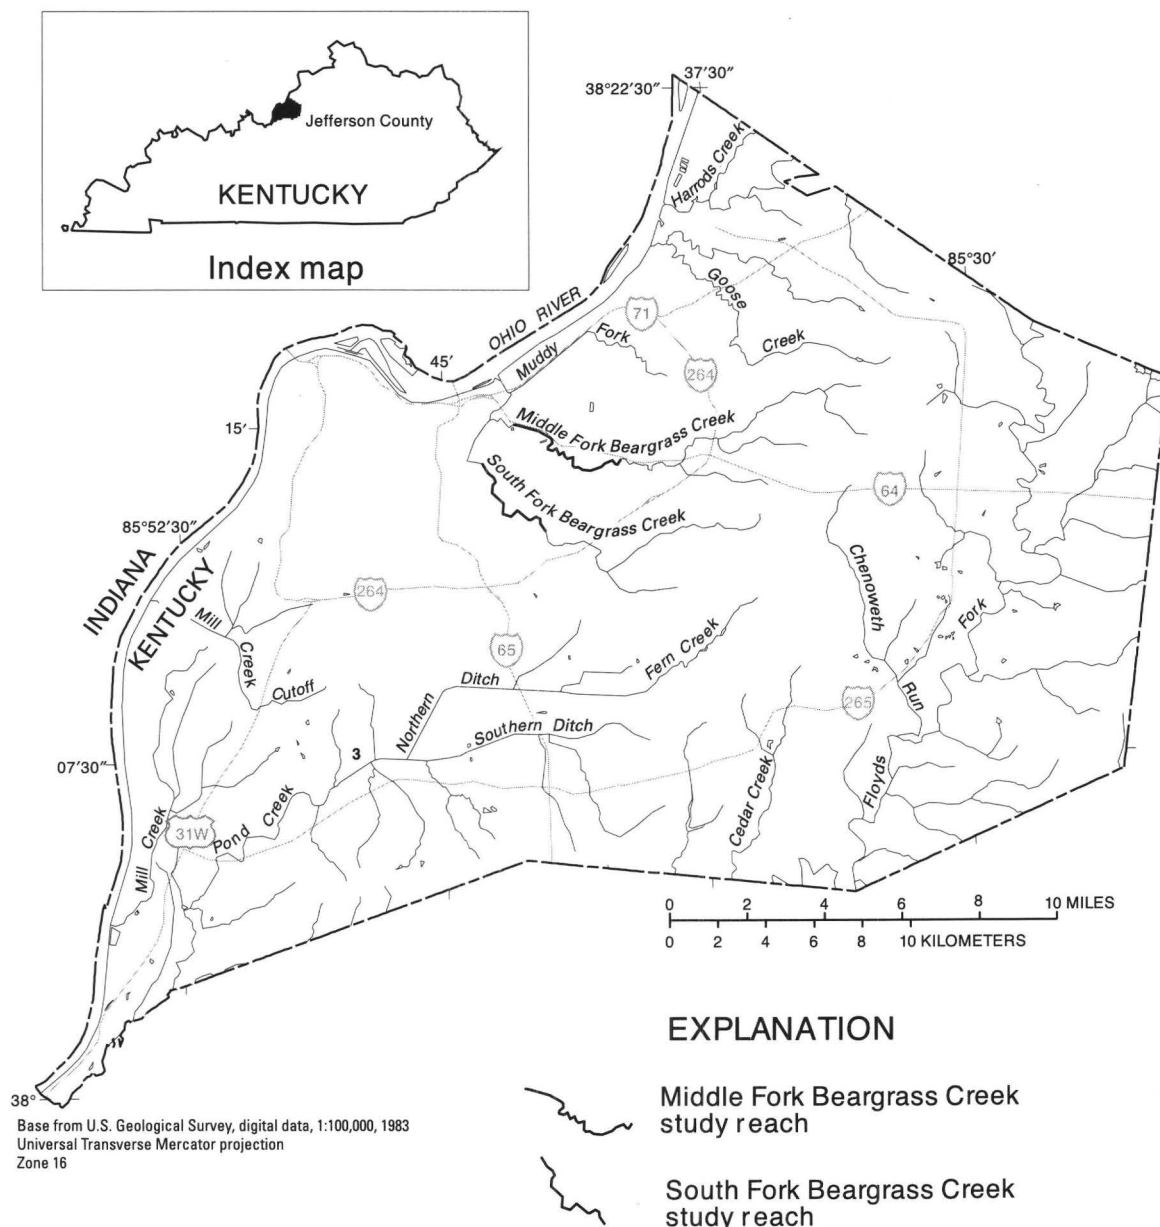 Jefferson County
KENTUCKY
Index map
38°22'30"
37'30"
Harrods Creek
85°30'
OHIO RIVER
Goose
Creek
71
Muddy
Fork
264
45'
15'
Middle Fork Beargrass Creek
South Fork Beargrass Creek
64
85°52'30"
INDIANA
KENTUCKY
264
Mill
Creek
Cutoff
65
Chenoweth
Run
Fork
Floyds
Fern Creek
Northern
Ditch
Southern Ditch
265
3
07'30"
Cedar Creek
Pond
Creek
31W
Mill
Creek
0 2 4 6 8 10 MILES
0 2 4 6 8 10 KILOMETERS
38°
Base from U.S. Geological Survey, digital data, 1:100,000, 1983
Universal Transverse Mercator projection
Zone 16
EXPLANATION
Middle Fork Beargrass Creek
study reach
South Fork Beargrass Creek
study reach